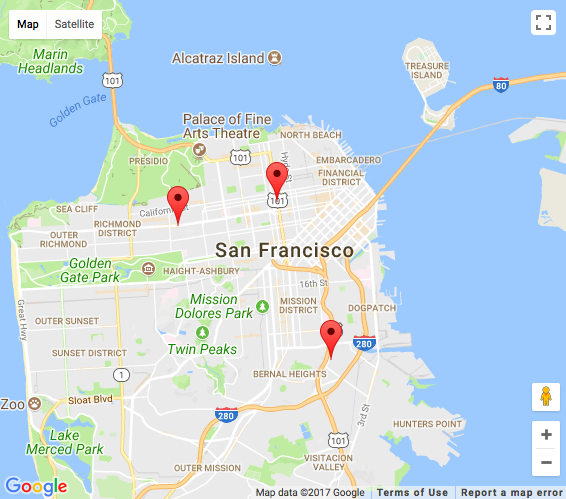 Map
Satellite
Marin
Headlands
Alcatraz Island
TREASURE
ISLAND
101
80
Golden Gate
Palace of Fine
Arts Theatre
NORTH BEACH
101
Hyde St
PRESIDIO
EMBARCADERO
FINANCIAL
DISTRICT
101
SEA CLIFF
California St
RICHMOND
DISTRICT
OUTER
RICHMOND
San Francisco
Golden
Gate Park
HAIGHT-ASHBURY
16th St
Great Hwy
Mission
Dolores Park
MISSION
DISTRICT
DOGPATCH
OUTER SUNSET
Twin Peaks
280
SUNSET DISTRICT
1
BERNAL HEIGHTS
Zoo
Sloat Blvd
280
3rd St
HUNTERS POINT
Lake
Merced Park
101
VISITACION
VALLEY
OUTER MISSION
Google
Map data ©2017 Google
Terms of Use
Report a map error